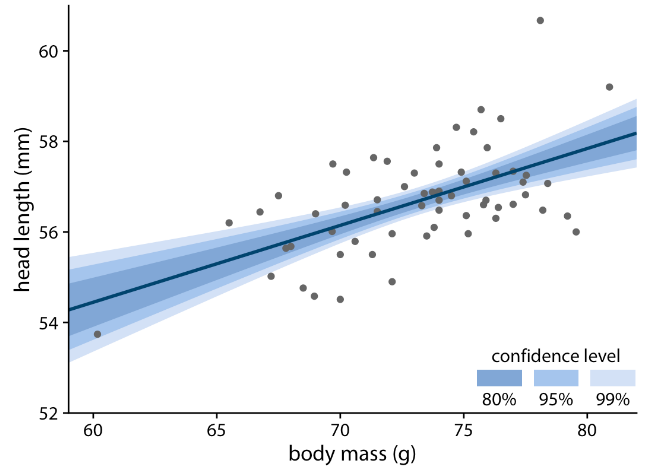 60
58
56
54
52
head length (mm)
60 65 70 75 80
body mass (g)
confidence level
80% 95% 99%